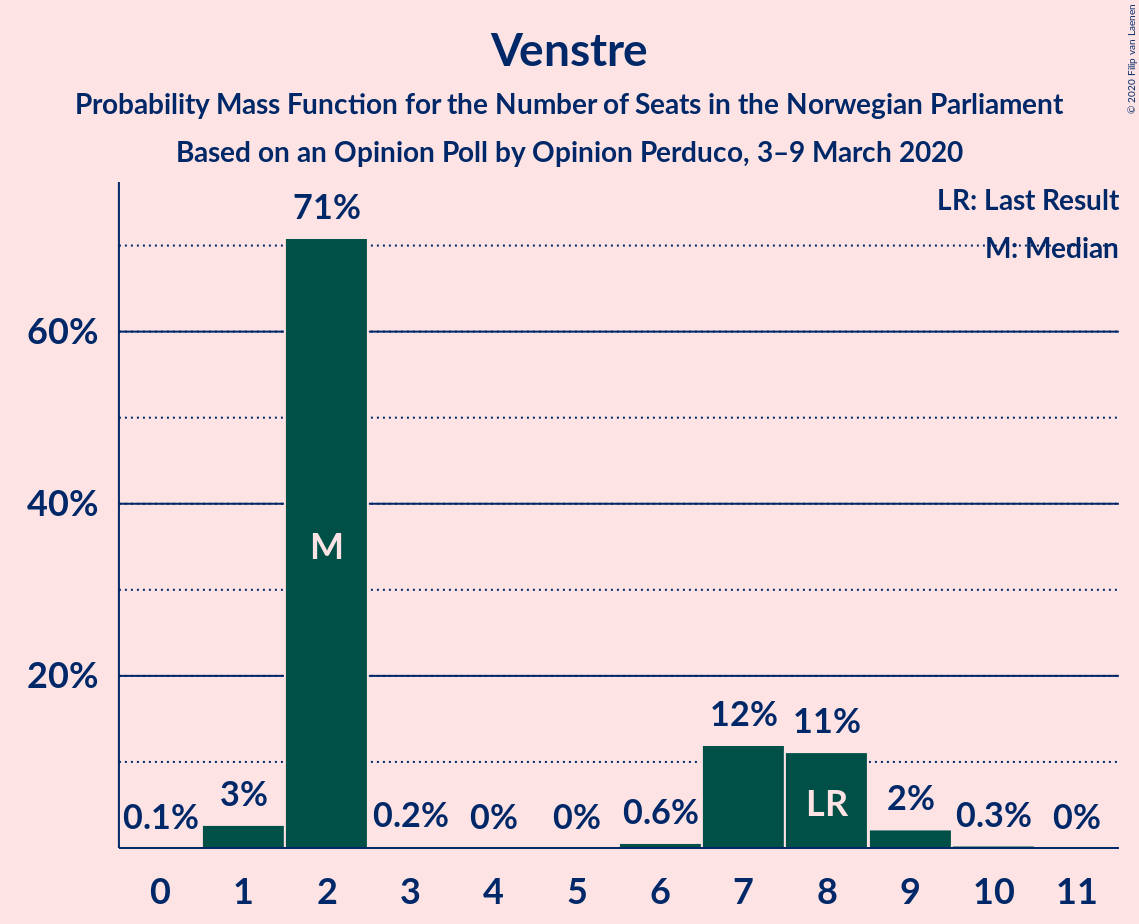 Venstre
Probability Mass Function for the Number of Seats in the Norwegian Parliament
Based on an Opinion Poll by Opinion Perduco, 3–9 March 2020
© 2020 Filip van Laenen
LR: Last Result
M: Median
60%
40%
20%
0.1%
3%
71%
0.2%
0%
0%
0.6%
12%
11%
2%
0.3%
0%
M
LR
0 1 2 3 4 5 6 7 8 9 10 11